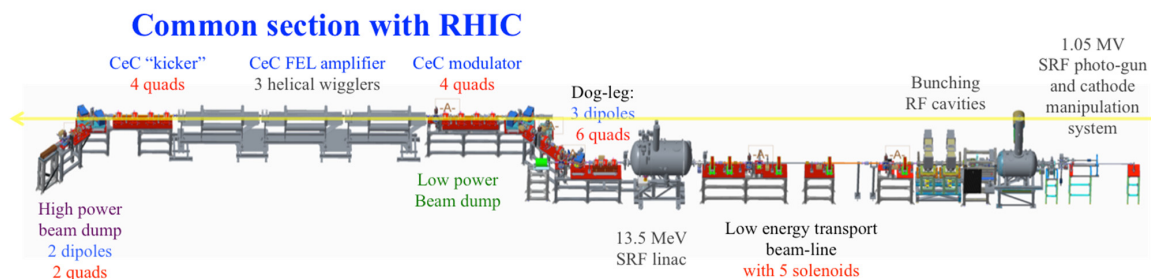 Common section with RHIC
CeC “kicker”
4 quads
CeC FEL amplifier
3 helical wigglers
CeC modulator
4 quads
Dog-leg:
3 dipoles
6 quads
Bunching
RF cavities
1.05 MV
SRF photo-gun
and cathode
manipulation
system
High power
beam dump
2 dipoles
2 quads
Low power
Beam dump
13.5 MeV
SRF linac
Low energy transport
beam-line
with 5 solenoids